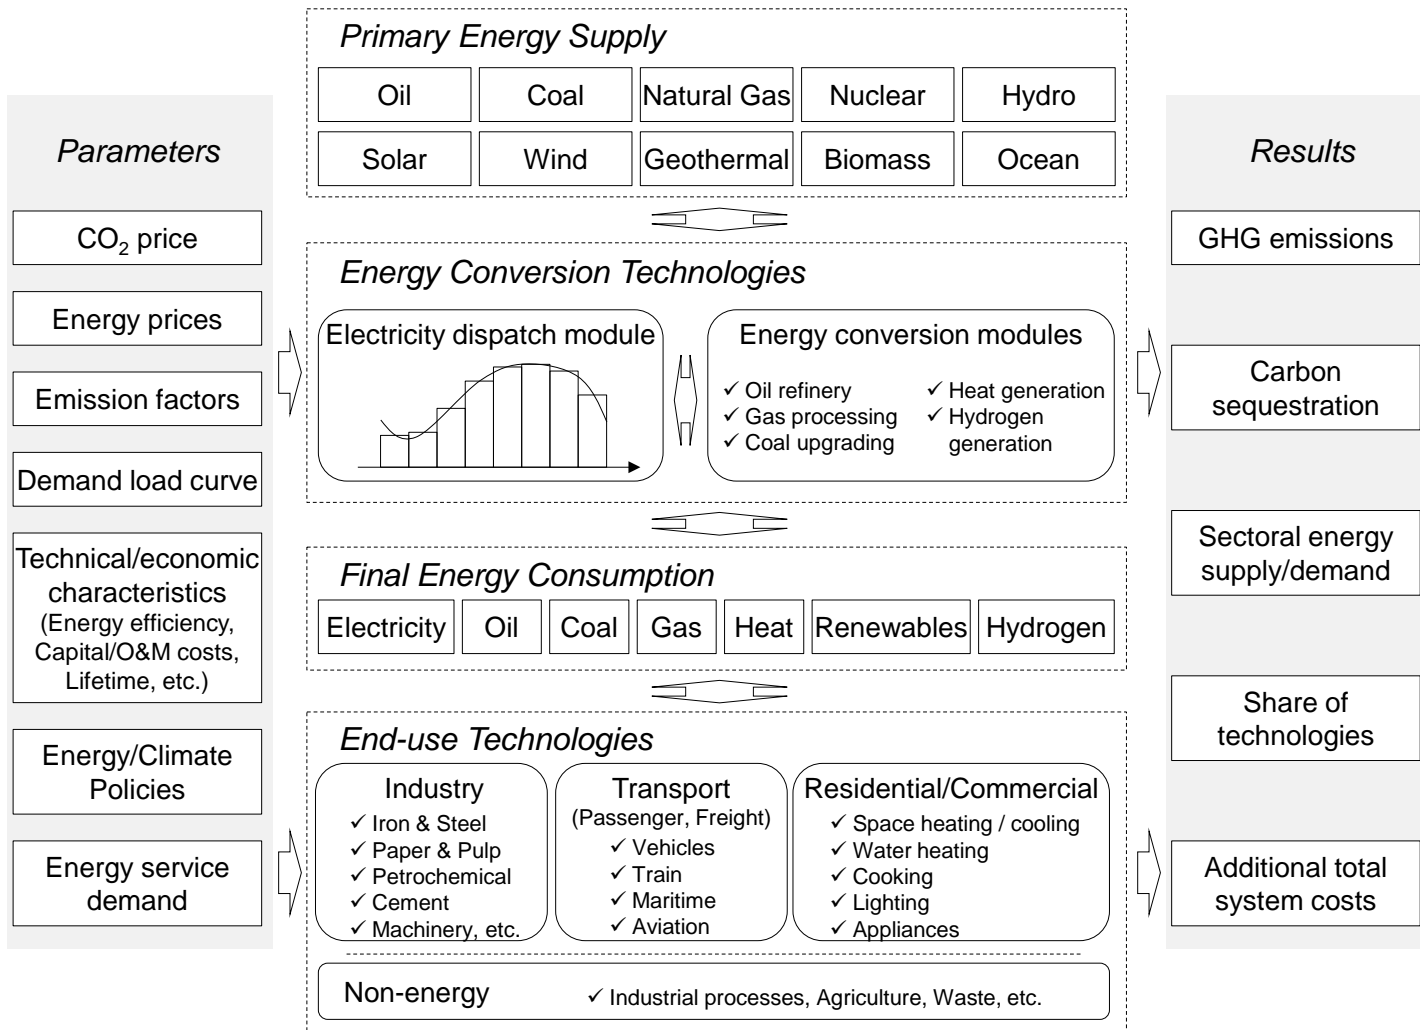 Parameters
CO₂ price
Energy prices
Emission factors
Demand load curve
Technical/economic
characteristics
(Energy efficiency,
Capital/O&M costs,
Lifetime, etc.)
Energy/Climate
Policies
Energy service
demand
Primary Energy Supply
Oil
Coal
Natural Gas
Nuclear
Hydro
Solar
Wind
Geothermal
Biomass
Ocean
Energy Conversion Technologies
Electricity dispatch module
Energy conversion modules
✓ Oil refinery
✓ Gas processing
✓ Coal upgrading
✓ Heat generation
✓ Hydrogen
generation
Final Energy Consumption
Electricity
Oil
Coal
Gas
Heat
Renewables
Hydrogen
End-use Technologies
Industry
✓ Iron & Steel
✓ Paper & Pulp
✓ Petrochemical
✓ Cement
✓ Machinery, etc.
Transport
(Passenger, Freight)
✓ Vehicles
✓ Train
✓ Maritime
✓ Aviation
Residential/Commercial
✓ Space heating / cooling
✓ Water heating
✓ Cooking
✓ Lighting
✓ Appliances
Non-energy
✓ Industrial processes, Agriculture, Waste, etc.
Results
GHG emissions
Carbon
sequestration
Sectoral energy
supply/demand
Share of
technologies
Additional total
system costs